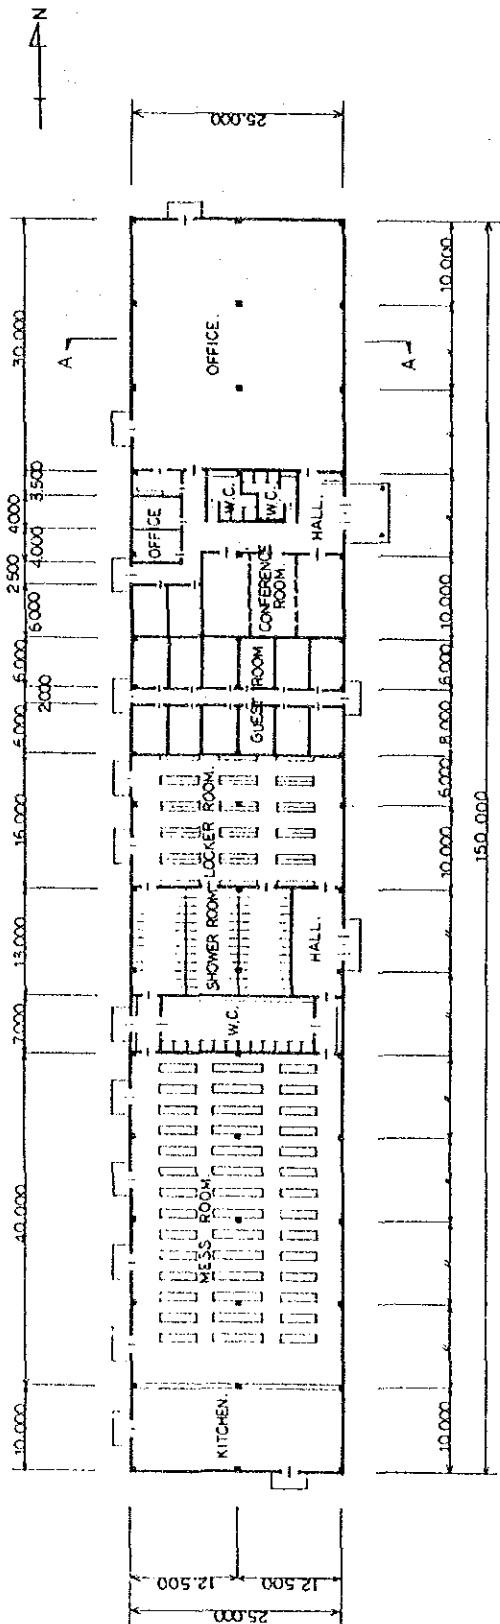 N
25.000
30.000
3.500
4.000
4.000
2.500
6.000
6.000
2.000
6.000
16.000
13.000
7.000
40.000
10.000
A
A
OFFICE.
OFFICE
W.C.
W.C.
HALL.
CONFERENCE
ROOM.
GUEST ROOM
LOCKER ROOM.
SHOWER ROOM
HALL.
W.C.
MESS ROOM.
KITCHEN.
10.000
10.000
6.000
8.000
6.000
10.000
10.000
150.000
12.500
12.500
25.000